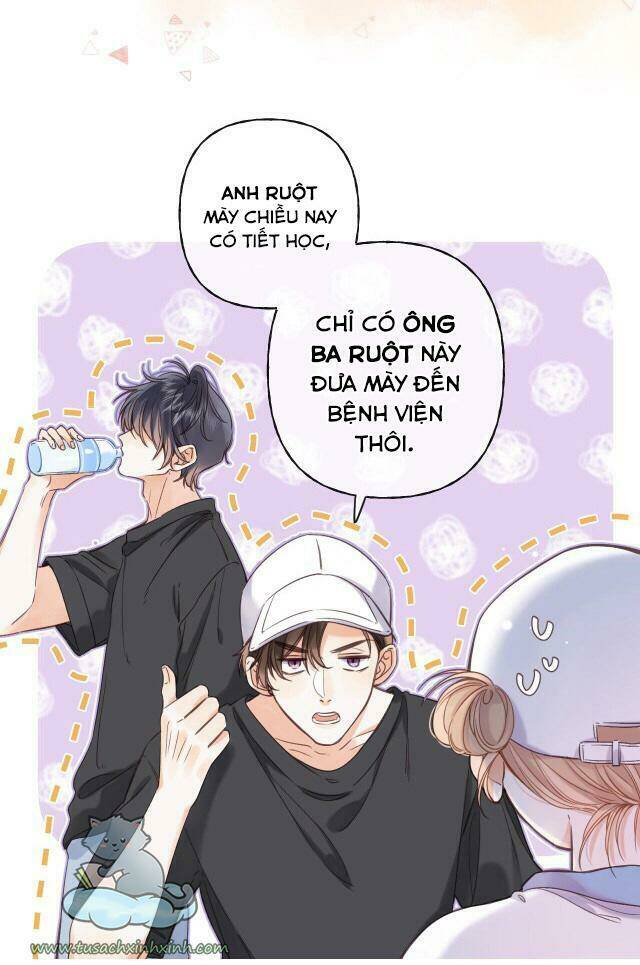 ANH RUỘT
MÀY CHIỀU NAY
CÓ TIẾT HỌC,
CHỈ CÓ ÔNG
BA RUỘT NÀY
ĐƯA MÀY ĐẾN
BỆNH VIỆN
THÔI.
www.tusachxinhxinh.com